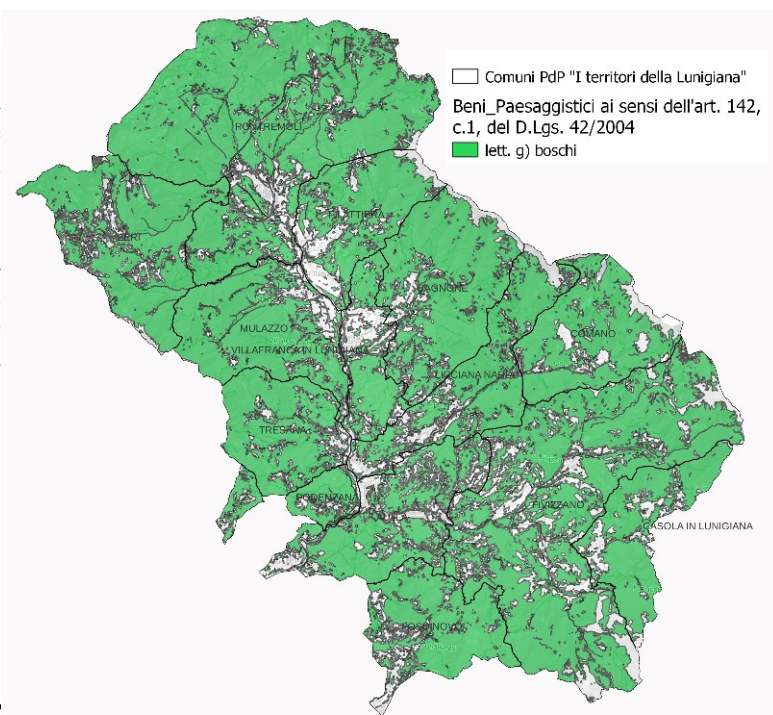 Comuni PdP "I territori della Lunigiana"
Beni_Paesaggistici ai sensi dell'art. 142,
c.1, del D.Lgs. 42/2004
lett. g) boschi
PONTREMOLI
FILATTIERA
BAGNONE
MULAZZO
COMANO
VILLAFRANCA IN LUNIGIANA
LICCIANA NARDI
TRESANA
PODENZANA
FIVIZZANO
CASOLA IN LUNIGIANA
FOSDINOVO